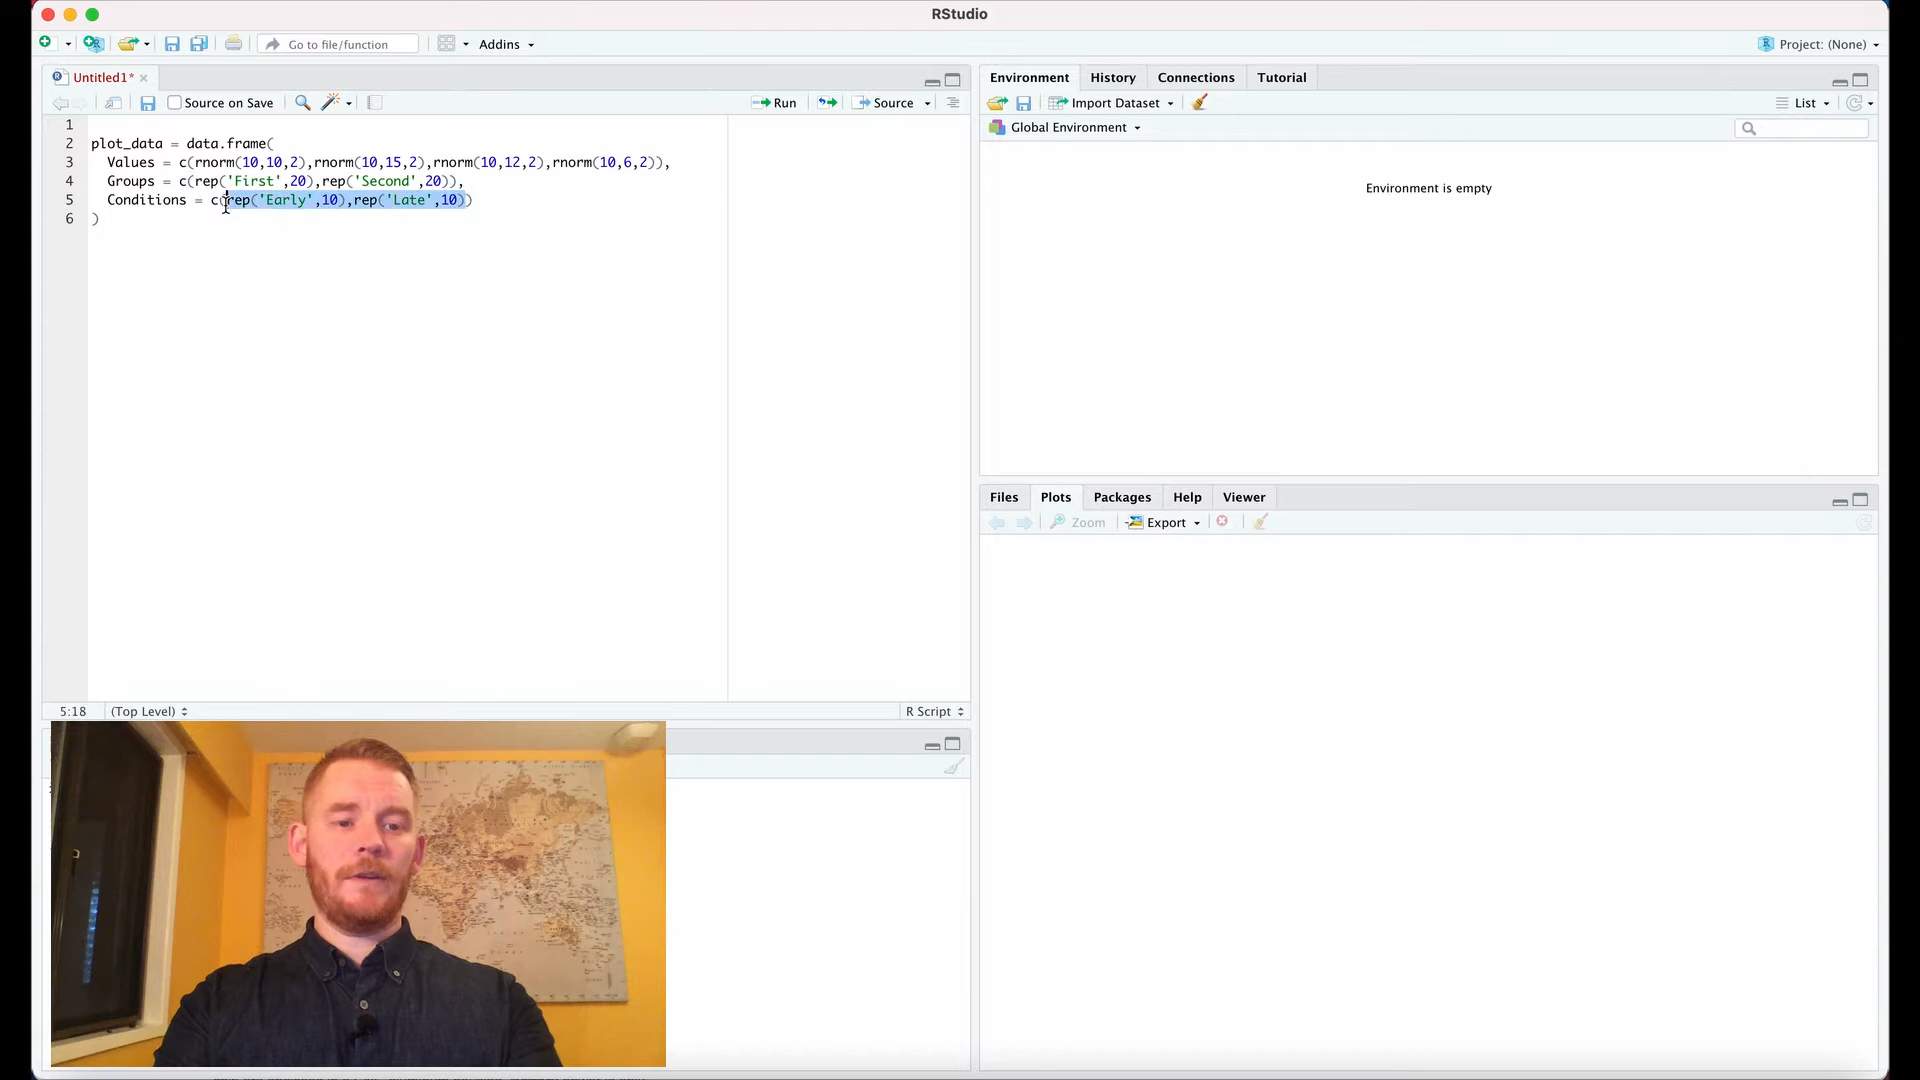 RStudio
Go to file/function
Addins
Project: (None)
Untitled1*
Source on Save
Run
Source
1
2 plot_data = data.frame(
3 Values = c(rnorm(10,10,2),rnorm(10,15,2),rnorm(10,12,2),rnorm(10,6,2)),
4 Groups = c(rep('First',20),rep('Second',20)),
5 Conditions = c(rep('Early',10),rep('Late',10))
6 )
5:18 (Top Level)
R Script
Environment History Connections Tutorial
Import Dataset
List
Global Environment
Environment is empty
Files Plots Packages Help Viewer
Zoom Export